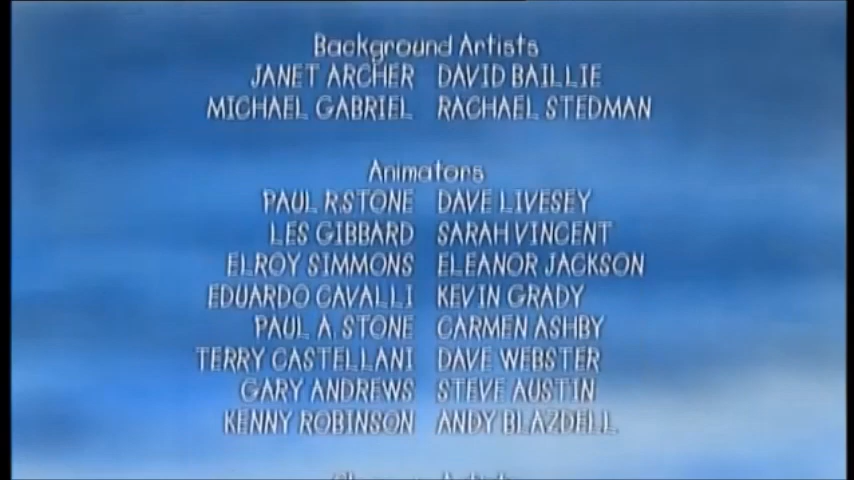 Background Artists
JANET ARCHER DAVID BAILLIE
MICHAEL GABRIEL RACHAEL STEDMAN
Animators
PAUL R.STONE DAVE LIVESEY
LES GIBBARD SARAH VINCENT
ELROY SIMMONS ELEANOR JACKSON
EDUARDO CAVALLI KEVIN GRADY
PAUL A. STONE CARMEN ASHBY
TERRY CASTELLANI DAVE WEBSTER
GARY ANDREWS STEVE AUSTIN
KENNY ROBINSON ANDY BLAZDELL